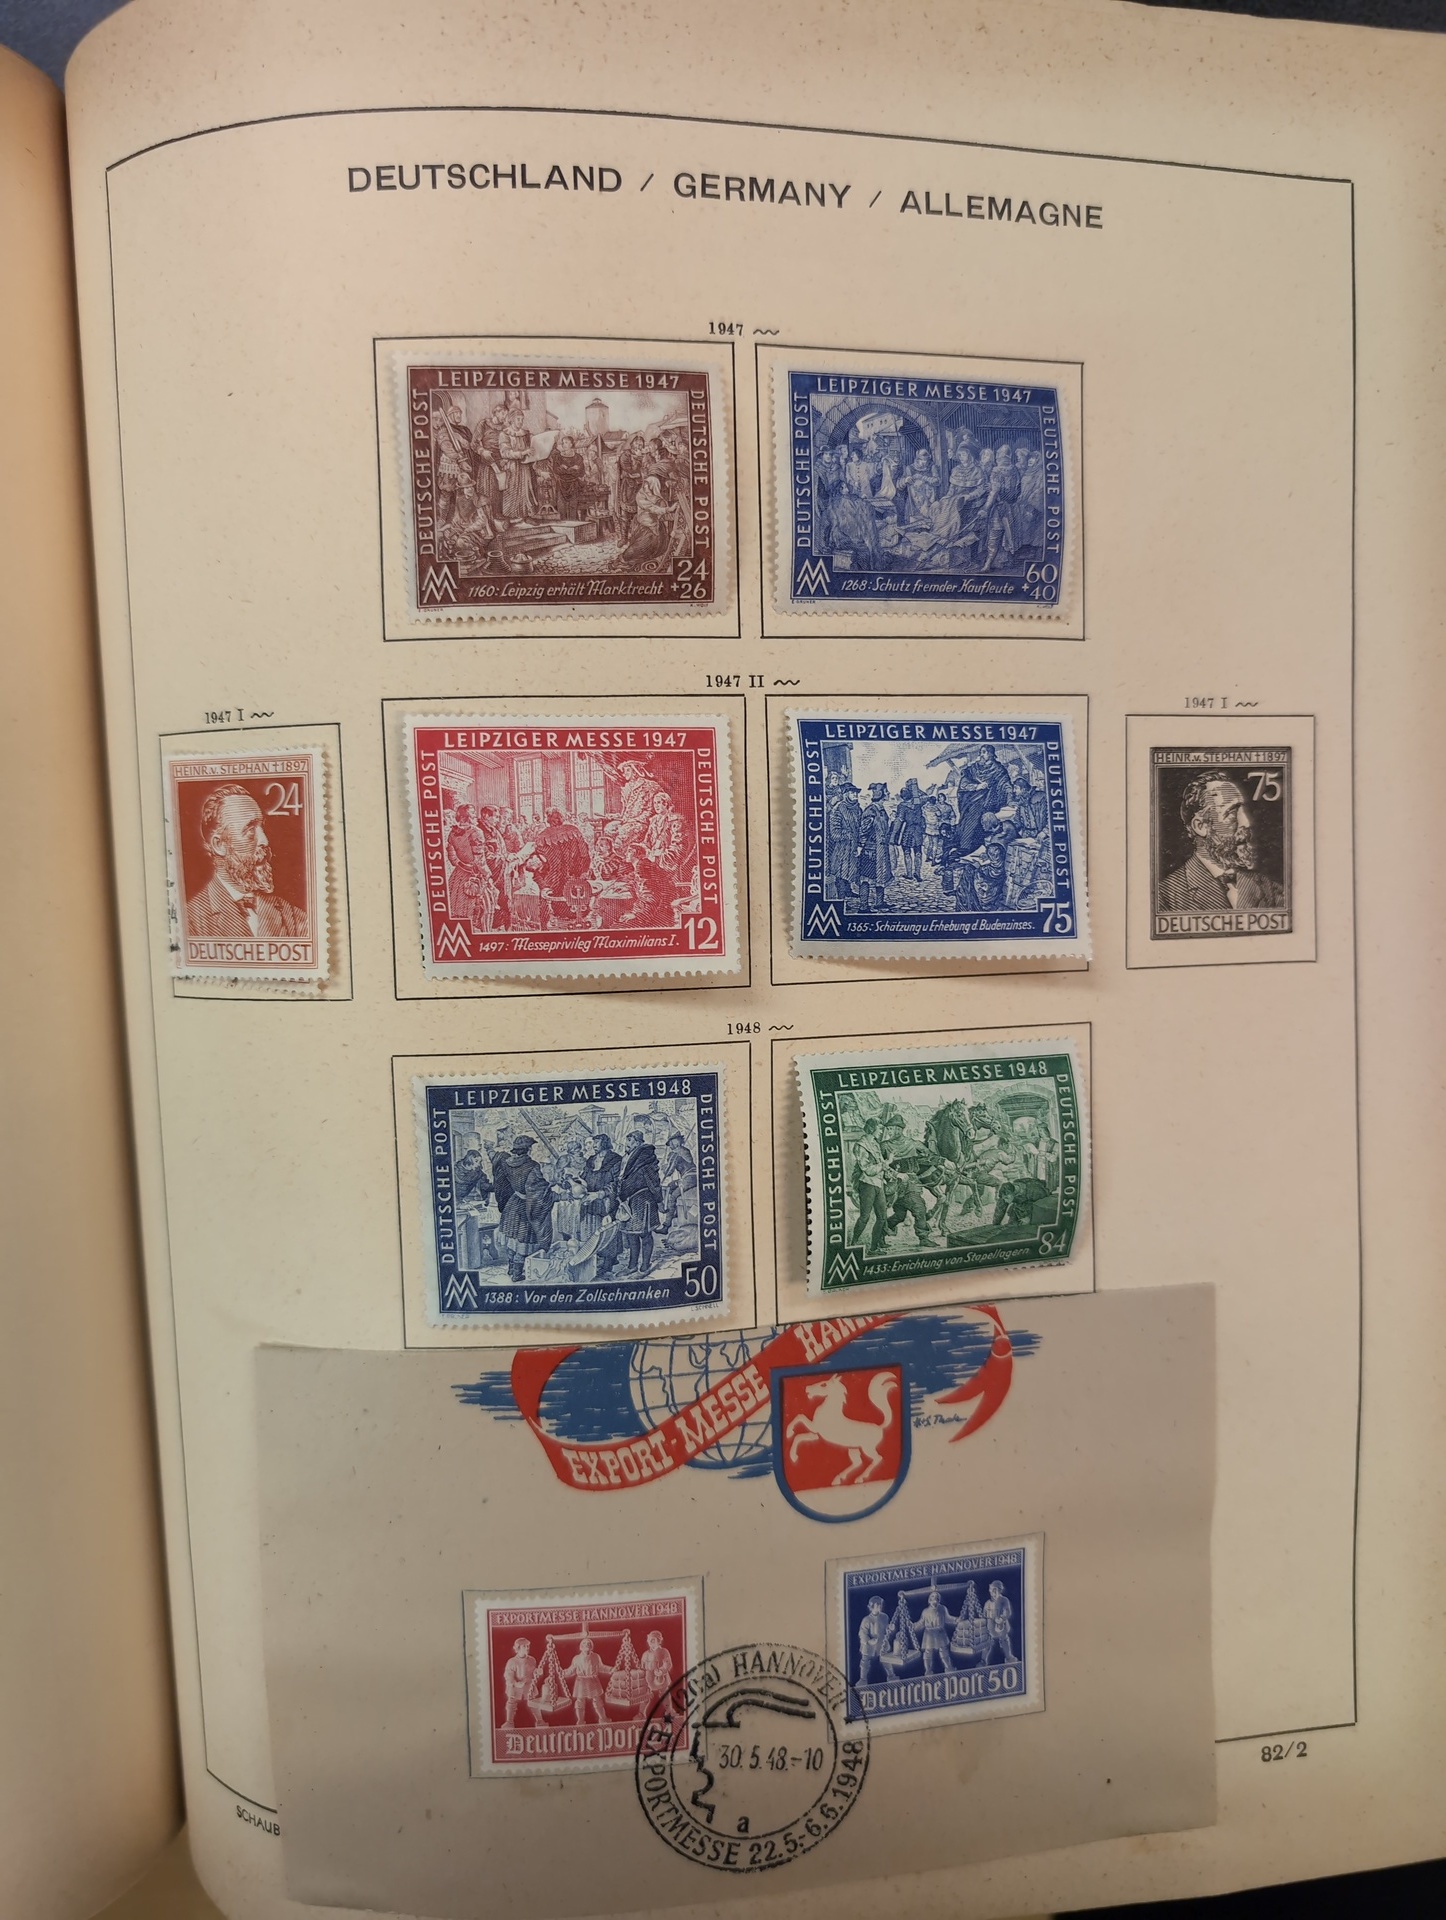 DEUTSCHLAND / GERMANY / ALLEMAGNE
1947
LEIPZIGER MESSE 1947
DEUTSCHE POST
DEUTSCHE POST
1160: Leipzig erhält Marktrecht
24
+26
LEIPZIGER MESSE 1947
DEUTSCHE POST
DEUTSCHE POST
1268: Schutz fremder Kaufleute
60
+40
1947 I
HEINR. v. STEPHAN † 1897
24
DEUTSCHE POST
1947 II
LEIPZIGER MESSE 1947
DEUTSCHE POST
DEUTSCHE POST
1497: Messeprivileg Maximilians I.
12
LEIPZIGER MESSE 1947
DEUTSCHE POST
DEUTSCHE POST
1365: Schätzung u Erhebung d. Budenzinses.
75
1947 I
HEINR. v. STEPHAN † 1897
75
DEUTSCHE POST
1948
LEIPZIGER MESSE 1948
DEUTSCHE POST
DEUTSCHE POST
1388: Vor den Zollschranken
50
LEIPZIGER MESSE 1948
DEUTSCHE POST
DEUTSCHE POST
1433: Errichtung von Stapellagern
84
EXPORT-MESSE HANN
EXPORTMESSE HANNOVER 1948
Deutsche Post
EXPORTMESSE HANNOVER 1948
Deutsche Post 50
(20a) HANNOVER
30.5.48.-10
a
EXPORTMESSE 22.5.-6.6.1948
82/2
SCHAUB